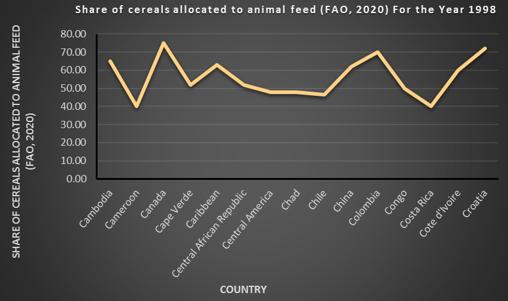 Share of cereals allocated to animal feed (FAO, 2020) For the Year 1998
SHARE OF CEREALS ALLOCATED TO ANIMAL FEED
(FAO, 2020)
80.00
70.00
60.00
50.00
40.00
30.00
20.00
10.00
0.00
Cambodia
Cameroon
Canada
Cape Verde
Caribbean
Central African Republic
Central America
Chad
Chile
China
Colombia
Congo
Costa Rica
Cote d'Ivoire
Croatia
COUNTRY